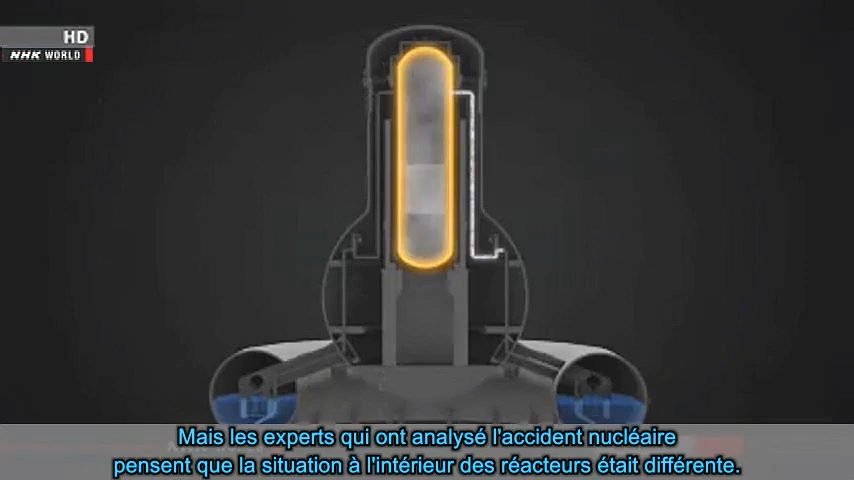 HD
NHK WORLD
Mais les experts qui ont analysé l'accident nucléaire
pensent que la situation à l'intérieur des réacteurs était différente.